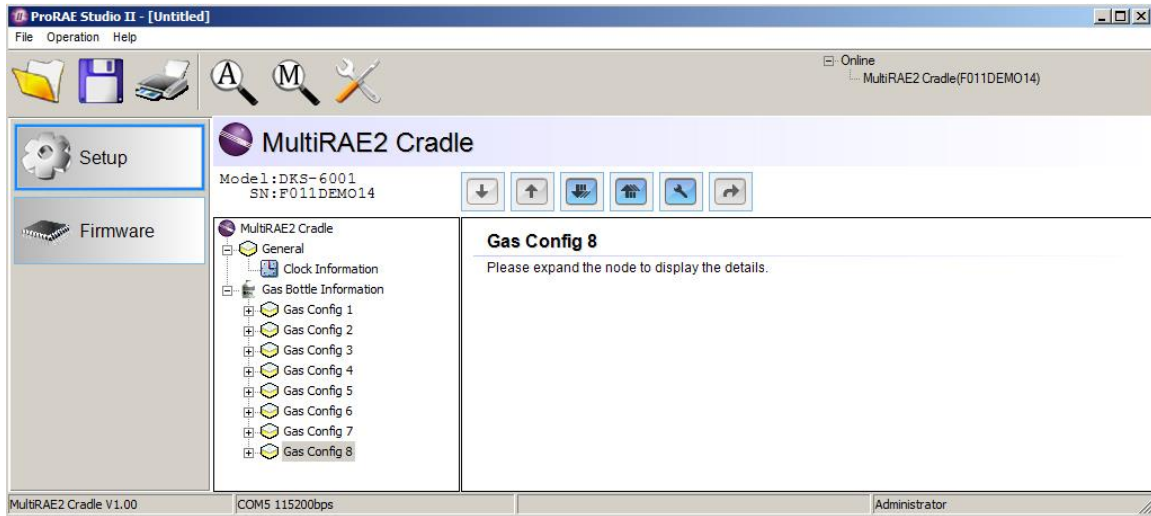 ProRAE Studio II - [Untitled]
File Operation Help
A M
Online
MultiRAE2 Cradle(F011DEMO14)
Setup
Firmware
MultiRAE2 Cradle
Model:DKS-6001
SN:F011DEMO14
MultiRAE2 Cradle
General
Clock Information
Gas Bottle Information
Gas Config 1
Gas Config 2
Gas Config 3
Gas Config 4
Gas Config 5
Gas Config 6
Gas Config 7
Gas Config 8
Gas Config 8
Please expand the node to display the details.
MultiRAE2 Cradle V1.00 COM5 115200bps Administrator